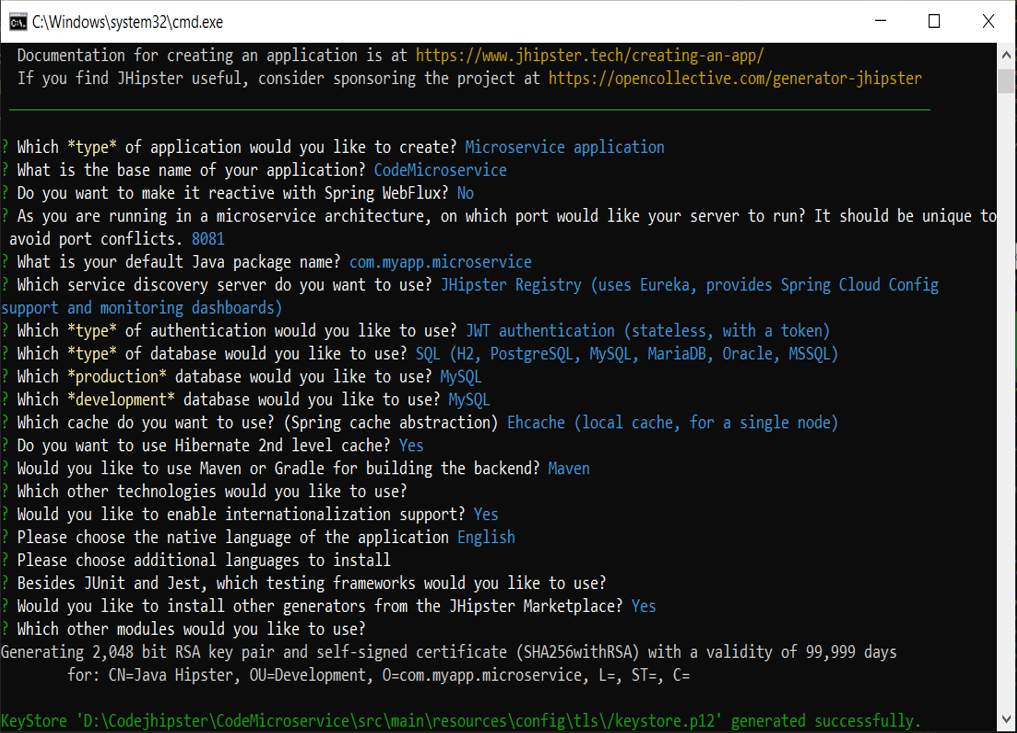 C:\Windows\system32\cmd.exe
Documentation for creating an application is at https://www.jhipster.tech/creating-an-app/
If you find JHipster useful, consider sponsoring the project at https://opencollective.com/generator-jhipster
? Which *type* of application would you like to create? Microservice application
? What is the base name of your application? CodeMicroservice
? Do you want to make it reactive with Spring WebFlux? No
? As you are running in a microservice architecture, on which port would like your server to run? It should be unique to
avoid port conflicts. 8081
? What is your default Java package name? com.myapp.microservice
? Which service discovery server do you want to use? JHipster Registry (uses Eureka, provides Spring Cloud Config
support and monitoring dashboards)
? Which *type* of authentication would you like to use? JWT authentication (stateless, with a token)
? Which *type* of database would you like to use? SQL (H2, PostgreSQL, MySQL, MariaDB, Oracle, MSSQL)
? Which *production* database would you like to use? MySQL
? Which *development* database would you like to use? MySQL
? Which cache do you want to use? (Spring cache abstraction) Ehcache (local cache, for a single node)
? Do you want to use Hibernate 2nd level cache? Yes
? Would you like to use Maven or Gradle for building the backend? Maven
? Which other technologies would you like to use?
? Would you like to enable internationalization support? Yes
? Please choose the native language of the application English
? Please choose additional languages to install
? Besides JUnit and Jest, which testing frameworks would you like to use?
? Would you like to install other generators from the JHipster Marketplace? Yes
? Which other modules would you like to use?
Generating 2,048 bit RSA key pair and self-signed certificate (SHA256withRSA) with a validity of 99,999 days
for: CN=Java Hipster, OU=Development, O=com.myapp.microservice, L=, ST=, C=
KeyStore 'D:\Codejhipster\CodeMicroservice\src\main\resources\config\tls\/keystore.p12' generated successfully.